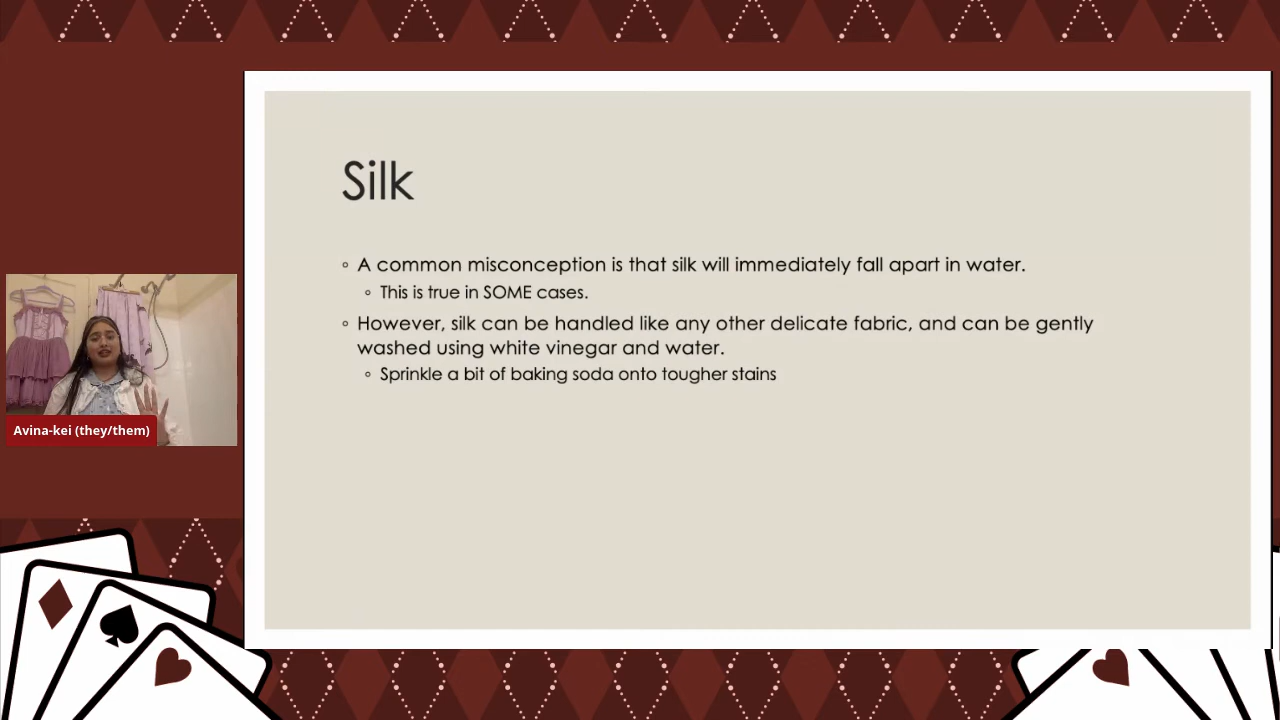 Silk
◦ A common misconception is that silk will immediately fall apart in water.
◦ This is true in SOME cases.
◦ However, silk can be handled like any other delicate fabric, and can be gently
washed using white vinegar and water.
◦ Sprinkle a bit of baking soda onto tougher stains
Avina-kei (they/them)